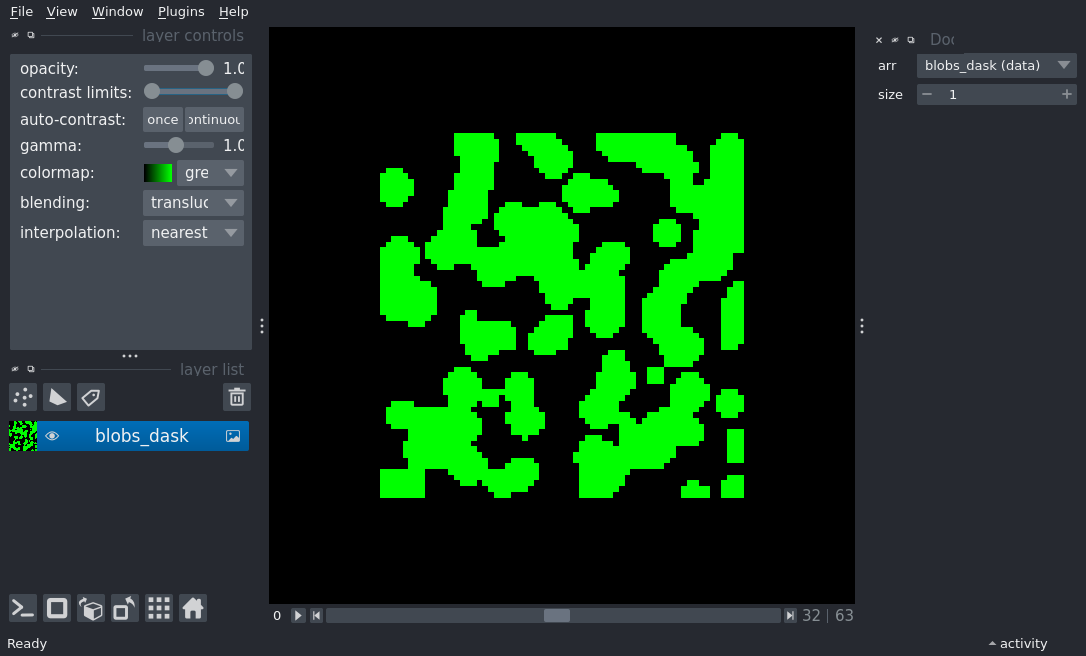 File View Window Plugins Help
layer controls
opacity: 1.0
contrast limits:
auto-contrast: once ontinuou
gamma: 1.0
colormap: gre
blending: transluc
interpolation: nearest
layer list
blobs_dask
0 32 | 63
Ready
Doc
arr blobs_dask (data)
size − 1 +
activity